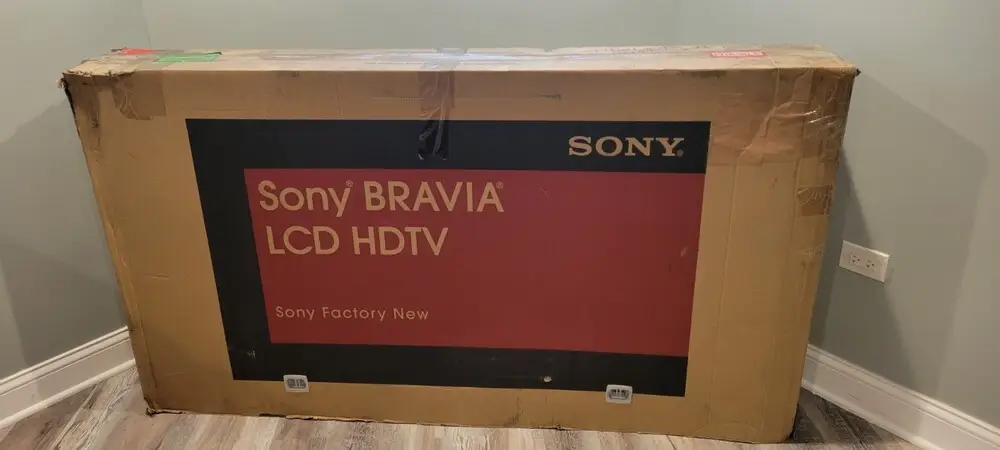 SONY®
Sony® BRAVIA®
LCD HDTV
Sony Factory New